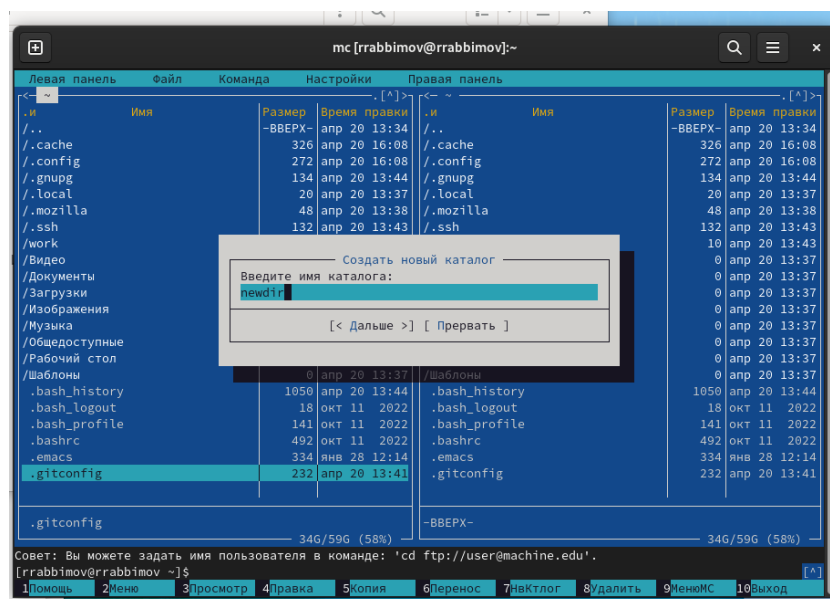 mc [rrabbimov@rrabbimov]:~
Левая панель Файл Команда Настройки Правая панель
<─ ~ .[^]> <─ ~ .[^]>
.и Имя Размер Время правки .и Имя Размер Время правки
/.. -ВВЕРХ- апр 20 13:34 /.. -ВВЕРХ- апр 20 13:34
/.cache 326 апр 20 16:08 /.cache 326 апр 20 16:08
/.config 272 апр 20 16:08 /.config 272 апр 20 16:08
/.gnupg 134 апр 20 13:44 /.gnupg 134 апр 20 13:44
/.local 20 апр 20 13:37 /.local 20 апр 20 13:37
/.mozilla 48 апр 20 13:38 /.mozilla 48 апр 20 13:38
/.ssh 132 апр 20 13:43 /.ssh 132 апр 20 13:43
/work 10 апр 20 13:43
/Видео Создать новый каталог 0 апр 20 13:37
/Документы Введите имя каталога: 0 апр 20 13:37
/Загрузки newdir 0 апр 20 13:37
/Изображения 0 апр 20 13:37
/Музыка [< Дальше >] [ Прервать ] 0 апр 20 13:37
/Общедоступные 0 апр 20 13:37
/Рабочий стол 0 апр 20 13:37
/Шаблоны 0 апр 20 13:37 /Шаблоны 0 апр 20 13:37
.bash_history 1050 апр 20 13:44 .bash_history 1050 апр 20 13:44
.bash_logout 18 окт 11 2022 .bash_logout 18 окт 11 2022
.bash_profile 141 окт 11 2022 .bash_profile 141 окт 11 2022
.bashrc 492 окт 11 2022 .bashrc 492 окт 11 2022
.emacs 334 янв 28 12:14 .emacs 334 янв 28 12:14
.gitconfig 232 апр 20 13:41 .gitconfig 232 апр 20 13:41
.gitconfig -ВВЕРХ-
34G/59G (58%) 34G/59G (58%)
Совет: Вы можете задать имя пользователя в команде: 'cd ftp://user@machine.edu'.
[rrabbimov@rrabbimov ~]$ [^]
1Помощь 2Меню 3Просмотр 4Правка 5Копия 6Перенос 7НвКтлог 8Удалить 9МенюMC 10Выход